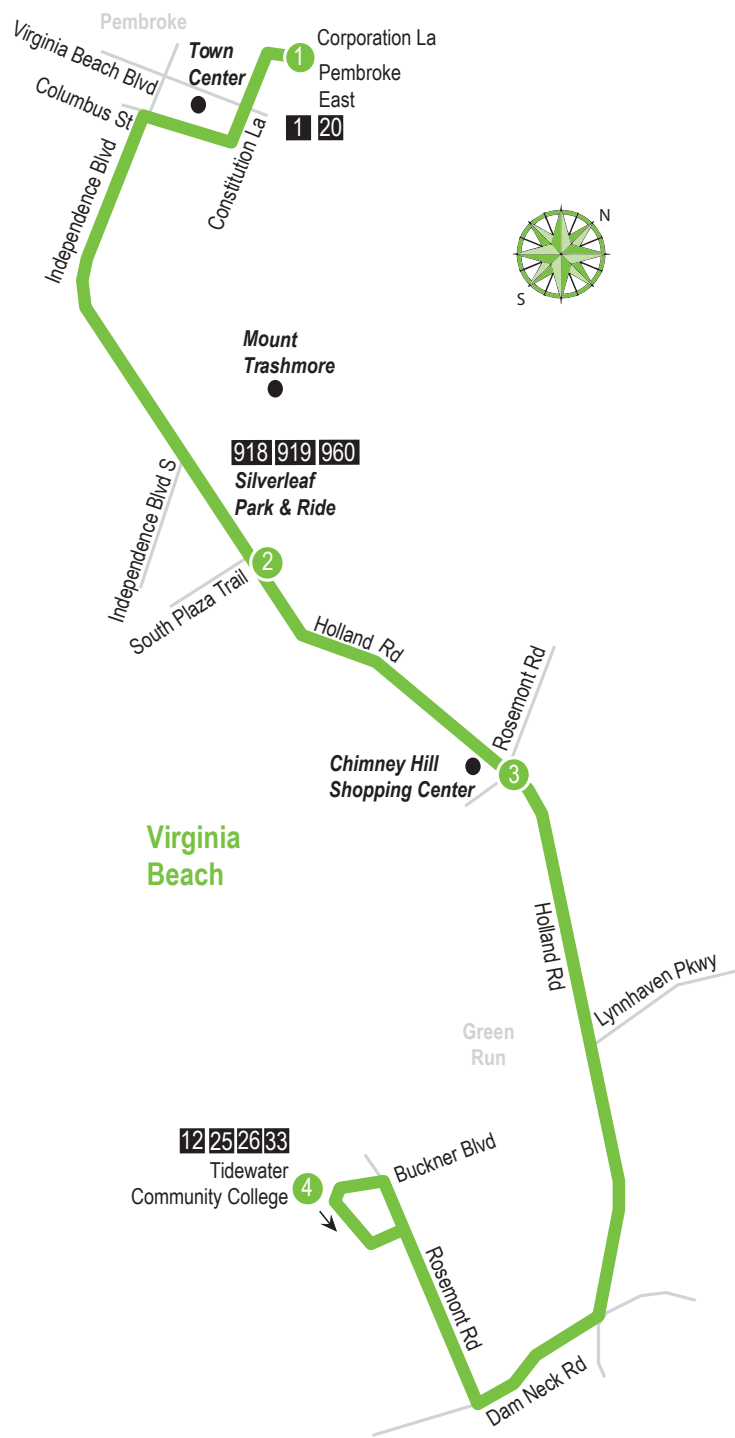 Pembroke
Virginia Beach Blvd
Town
Center
1
Corporation La
Pembroke
East
1 20
Columbus St
Constitution La
Independence Blvd
N
S
Mount
Trashmore
918 919 960
Silverleaf
Park & Ride
Independence Blvd S
2
South Plaza Trail
Holland Rd
Rosemont Rd
Chimney Hill
Shopping Center
3
Virginia
Beach
Holland Rd
Lynnhaven Pkwy
Green
Run
12 25 26 33
Tidewater
Community College
4
Buckner Blvd
Rosemont Rd
Dam Neck Rd